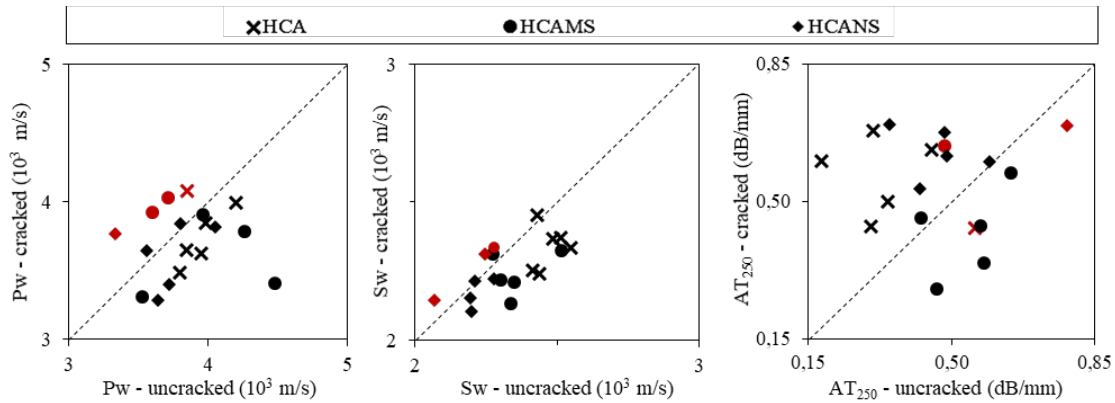 HCA HCAMS HCANS
5
4
3
3 4 5
Pw - cracked (10³ m/s)
Pw - uncracked (10³ m/s)
3
2
2 3
Sw - cracked (10³ m/s)
Sw - uncracked (10³ m/s)
0,85
0,50
0,15
0,15 0,50 0,85
AT₂₅₀ - cracked (dB/mm)
AT₂₅₀ - uncracked (dB/mm)